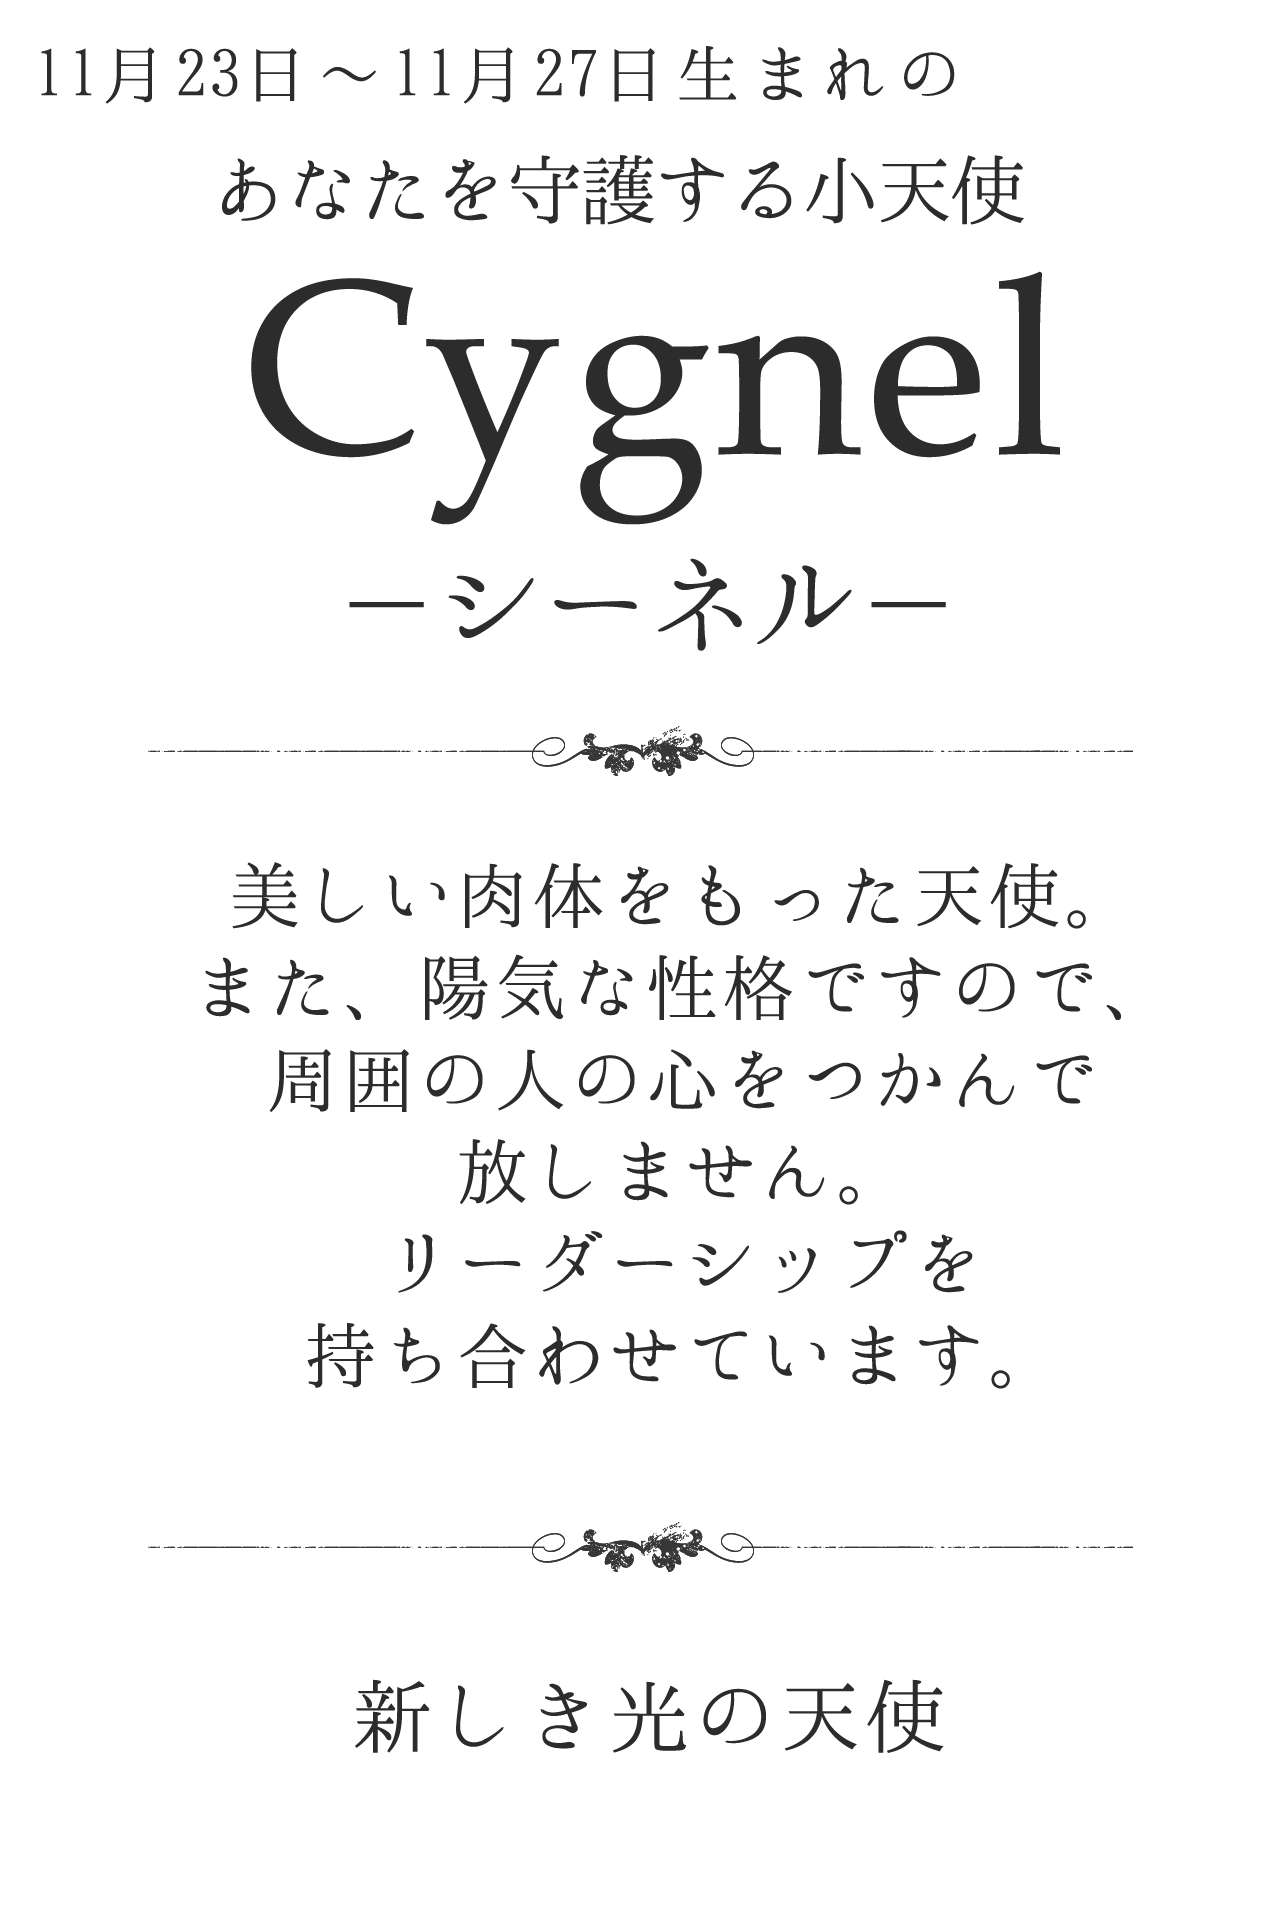 11月23日～11月27日生まれの
あなたを守護する小天使
Cygnel
－シーネル－
美しい肉体をもった天使。
また、陽気な性格ですので、
周囲の人の心をつかんで
放しません。
リーダーシップを
持ち合わせています。
新しき光の天使